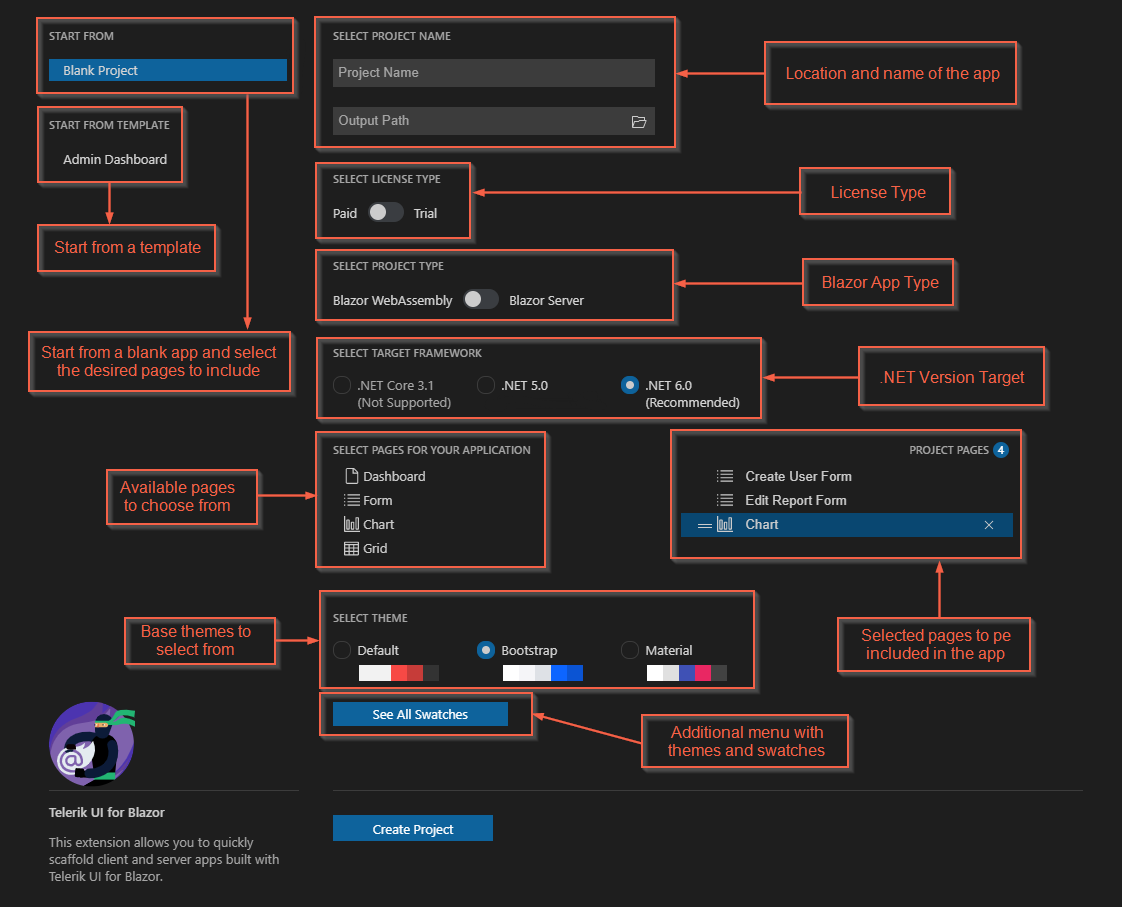 START FROM
Blank Project
START FROM TEMPLATE
Admin Dashboard
Start from a template
Start from a blank app and select
the desired pages to include
SELECT PROJECT NAME
Project Name
Output Path
Location and name of the app
SELECT LICENSE TYPE
Paid Trial
License Type
SELECT PROJECT TYPE
Blazor WebAssembly Blazor Server
Blazor App Type
SELECT TARGET FRAMEWORK
.NET Core 3.1 .NET 5.0 .NET 6.0
(Not Supported) (Recommended)
.NET Version Target
SELECT PAGES FOR YOUR APPLICATION
Dashboard
Form
Chart
Grid
Available pages
to choose from
PROJECT PAGES 4
Create User Form
Edit Report Form
Chart
Selected pages to pe
included in the app
SELECT THEME
Default Bootstrap Material
Base themes to
select from
See All Swatches
Additional menu with
themes and swatches
@
Telerik UI for Blazor
This extension allows you to quickly
scaffold client and server apps built with
Telerik UI for Blazor.
Create Project